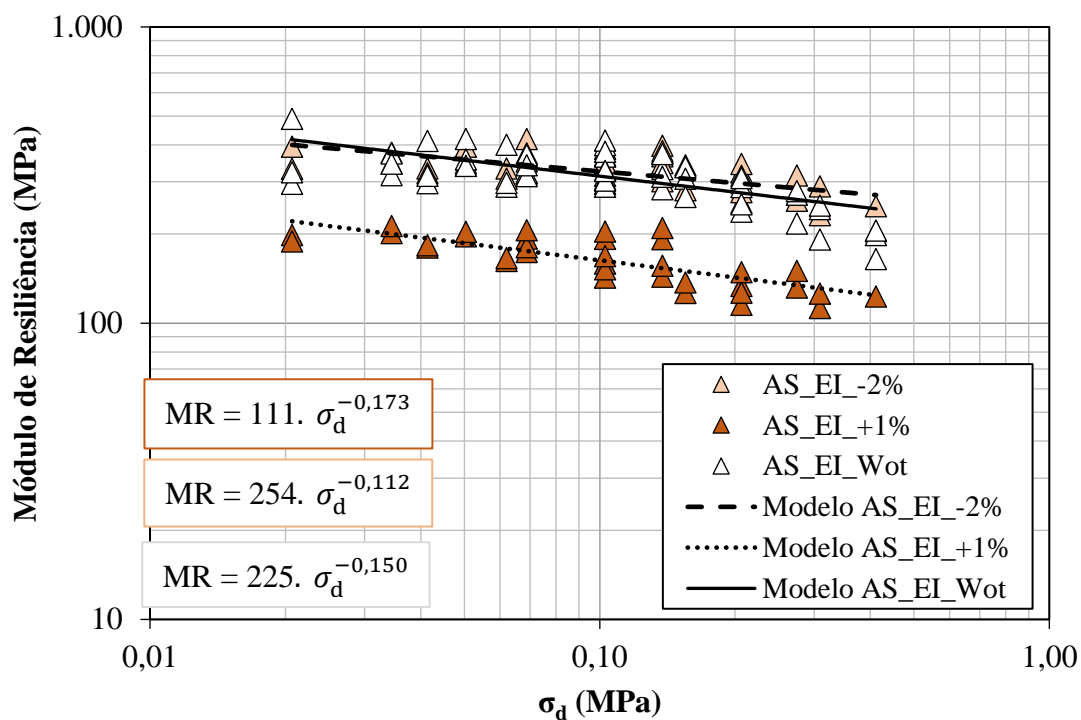 1.000
100
10
Módulo de Resiliência (MPa)
MR = 111. σd^−0,173
MR = 254. σd^−0,112
MR = 225. σd^−0,150
AS_EI_-2%
AS_EI_+1%
AS_EI_Wot
Modelo AS_EI_-2%
Modelo AS_EI_+1%
Modelo AS_EI_Wot
0,01 0,10 1,00
σd (MPa)